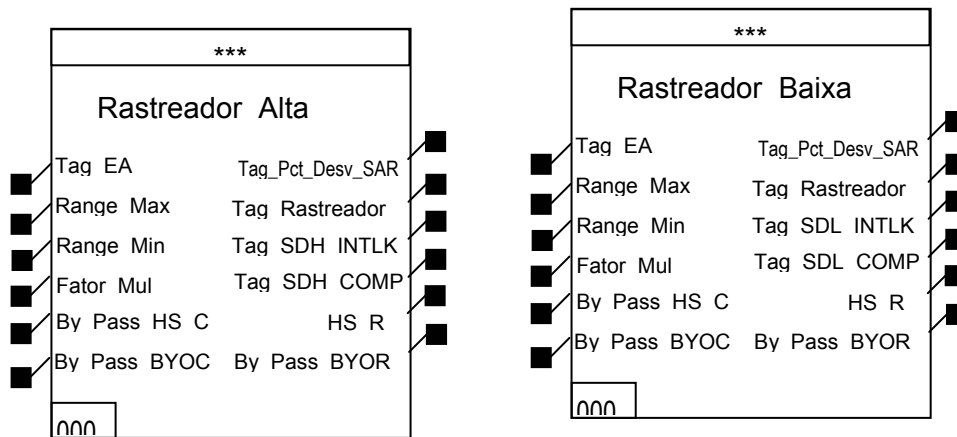 ***
Rastreador Alta
Tag EA Tag_Pct_Desv_SAR
Range Max Tag Rastreador
Range Min Tag SDH INTLK
Fator Mul Tag SDH COMP
By Pass HS C HS R
By Pass BYOC By Pass BYOR
000
***
Rastreador Baixa
Tag EA Tag_Pct_Desv_SAR
Range Max Tag Rastreador
Range Min Tag SDL INTLK
Fator Mul Tag SDL COMP
By Pass HS C HS R
By Pass BYOC By Pass BYOR
000